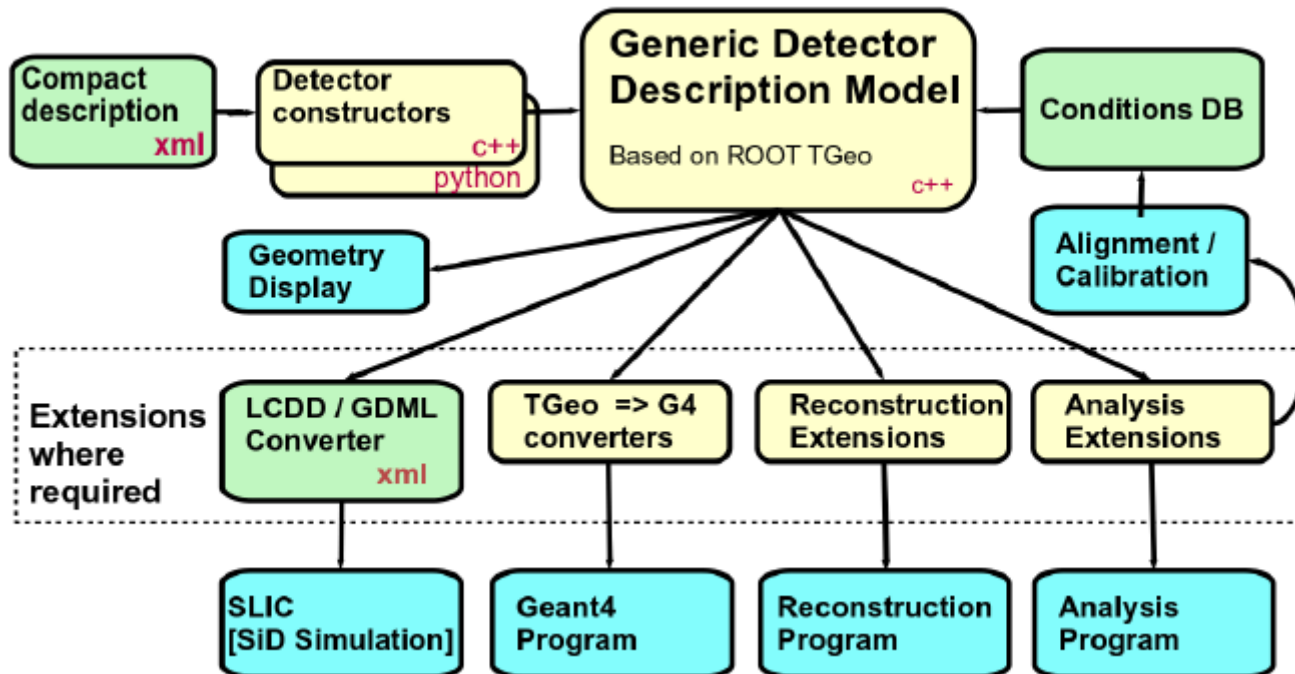 Compact
description
xml
Detector
constructors
c++
python
Generic Detector
Description Model
Based on ROOT TGeo
c++
Conditions DB
Geometry
Display
Alignment /
Calibration
Extensions
where
required
LCDD / GDML
Converter
xml
TGeo => G4
converters
Reconstruction
Extensions
Analysis
Extensions
SLIC
[SiD Simulation]
Geant4
Program
Reconstruction
Program
Analysis
Program